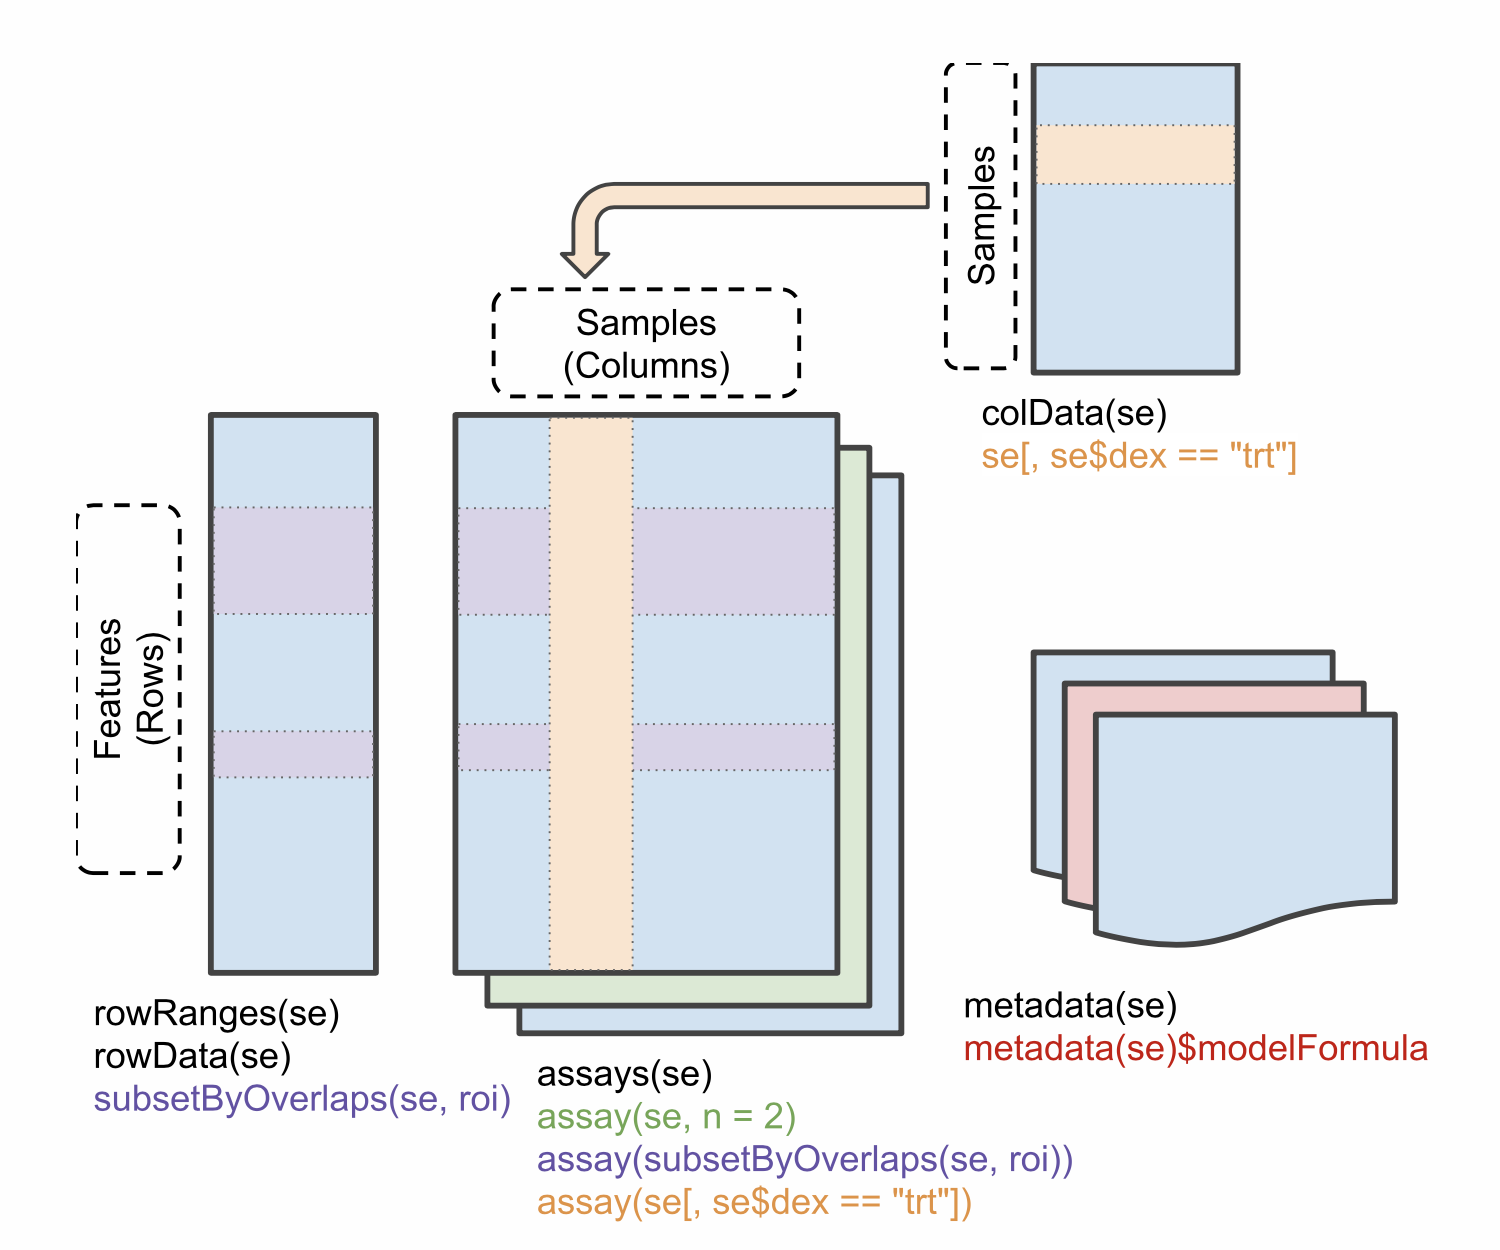 Samples
Samples
(Columns)
colData(se)
se[, se$dex == "trt"]
Features
(Rows)
rowRanges(se)
rowData(se)
subsetByOverlaps(se, roi)
assays(se)
assay(se, n = 2)
assay(subsetByOverlaps(se, roi))
assay(se[, se$dex == "trt"])
metadata(se)
metadata(se)$modelFormula